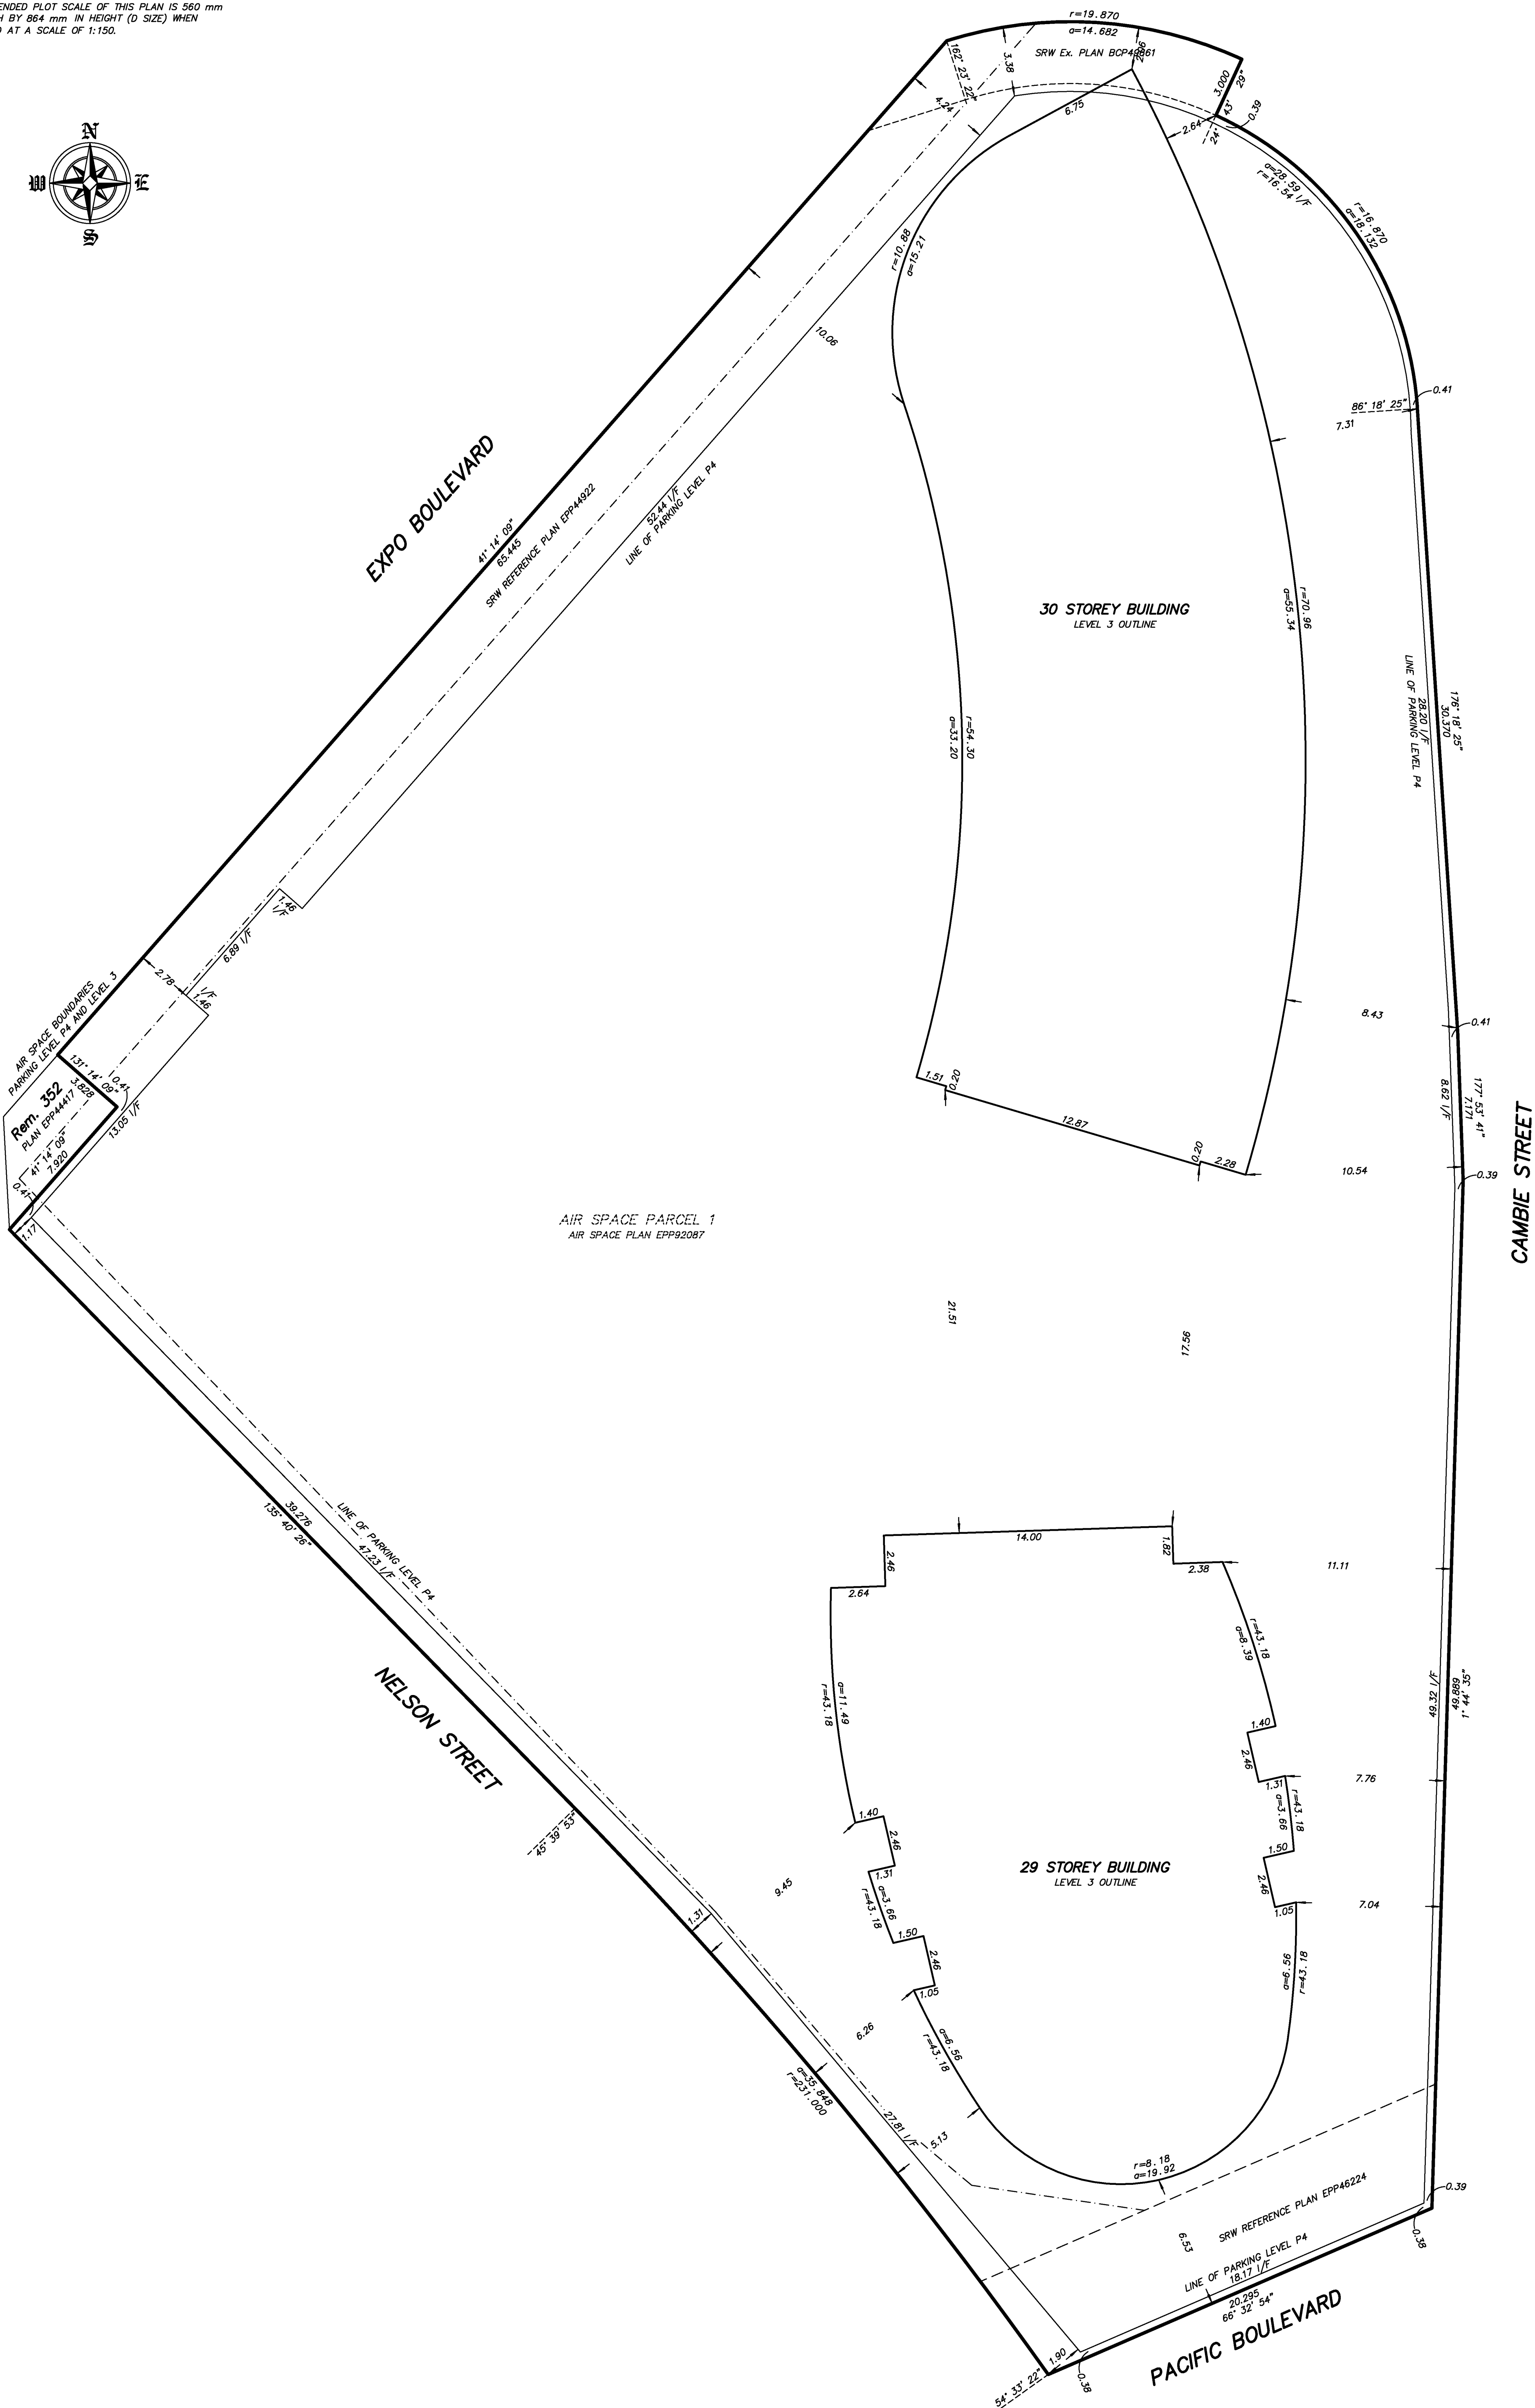 ENDED PLOT SCALE OF THIS PLAN IS 560 mm
H BY 864 mm IN HEIGHT (D SIZE) WHEN
D AT A SCALE OF 1:150.
N
W
E
S
r=19.870
a=14.682
SRW Ex. PLAN BCP49661
162° 23' 22"
3.38
2.96
4.24
6.75
3.000
24° 43' 29"
0.39
2.64
a=28.59 I/F
r=16.54
r=16.870
a=18.132
r=10.88
a=15.21
10.06
86° 18' 25"
0.41
7.31
EXPO BOULEVARD
41° 14' 09"
65.445
SRW REFERENCE PLAN EPP44922
52.44 I/F
LINE OF PARKING LEVEL P4
30 STOREY BUILDING
LEVEL 3 OUTLINE
r=70.96
a=55.34
r=54.30
a=33.20
176° 18' 25"
30.370
28.20 I/F
LINE OF PARKING LEVEL P4
1.46
I/F
6.89 I/F
2.78
I/F
1.46
AIR SPACE BOUNDARIES
PARKING LEVEL P4 AND LEVEL 3
131° 14' 09"
3.828
0.41
Rem. 352
PLAN EPP44417
41° 14' 09"
7.920
13.05 I/F
0.41
1.17
8.43
0.41
1.51
0.20
12.87
0.20
2.28
10.54
0.39
177° 53' 41"
7.171
8.62 I/F
CAMBIE STREET
AIR SPACE PARCEL 1
AIR SPACE PLAN EPP92087
21.51
17.56
39.276
135° 40' 26"
LINE OF PARKING LEVEL P4
47.23 I/F
NELSON STREET
45° 39' 53"
14.00
2.46
2.64
1.82
2.38
11.11
r=43.18
a=8.39
a=11.49
r=43.18
49.32 I/F
49.889
1° 44' 35"
1.40
2.46
1.31
7.76
r=43.18
a=3.66
1.40
2.46
1.31
a=3.66
r=43.18
1.50
2.46
1.05
7.04
29 STOREY BUILDING
LEVEL 3 OUTLINE
9.45
1.31
1.50
2.46
1.05
a=6.56
r=43.18
a=6.56
r=43.18
6.26
a=35.848
r=231.000
27.81 I/F
5.13
r=8.18
a=19.92
SRW REFERENCE PLAN EPP46224
6.53
LINE OF PARKING LEVEL P4
18.17 I/F
20.295
66° 32' 54"
0.39
0.38
PACIFIC BOULEVARD
1.90
0.38
54° 33' 22"